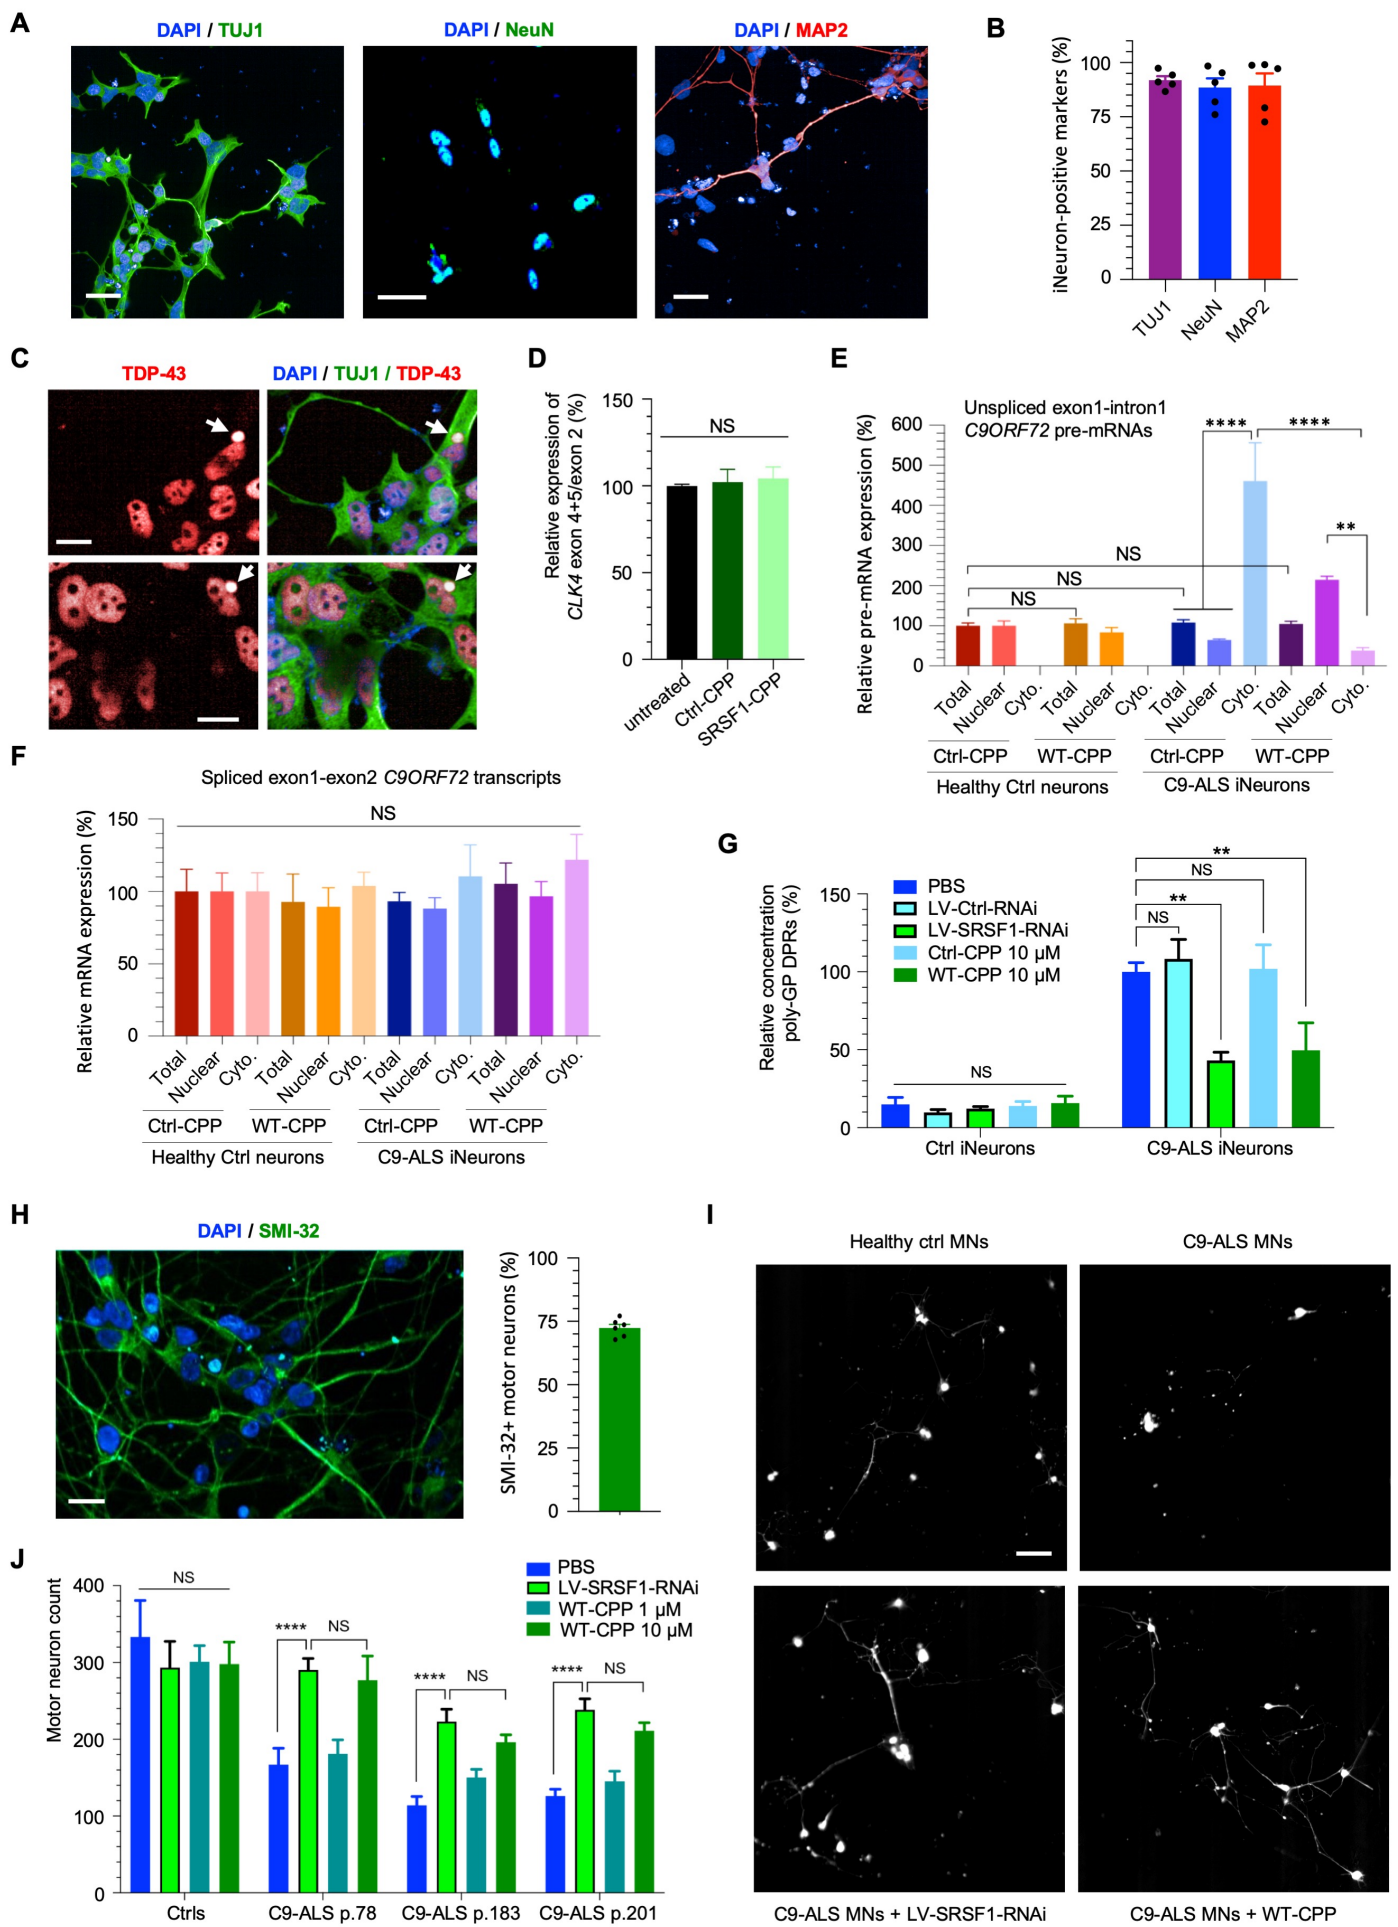 A
DAPI / TUJ1
DAPI / NeuN
DAPI / MAP2
B
iNeuron-positive markers (%)
100
75
50
25
0
TUJ1
NeuN
MAP2
C
TDP-43
DAPI / TUJ1 / TDP-43
D
Relative expression of
CLK4 exon 4+5/exon 2 (%)
150
100
50
0
NS
untreated
Ctrl-CPP
SRSF1-CPP
E
Relative pre-mRNA expression (%)
Unspliced exon1-intron1
C9ORF72 pre-mRNAs
600
500
400
300
200
100
0
NS
NS
NS
****
****
**
Total
Nuclear
Cyto.
Total
Nuclear
Cyto.
Total
Nuclear
Cyto.
Total
Nuclear
Cyto.
Ctrl-CPP
WT-CPP
Ctrl-CPP
WT-CPP
Healthy Ctrl neurons
C9-ALS iNeurons
F
Spliced exon1-exon2 C9ORF72 transcripts
Relative mRNA expression (%)
150
100
50
0
NS
Total
Nuclear
Cyto.
Total
Nuclear
Cyto.
Total
Nuclear
Cyto.
Total
Nuclear
Cyto.
Ctrl-CPP
WT-CPP
Ctrl-CPP
WT-CPP
Healthy Ctrl neurons
C9-ALS iNeurons
G
Relative concentration
poly-GP DPRs (%)
150
100
50
0
PBS
LV-Ctrl-RNAi
LV-SRSF1-RNAi
Ctrl-CPP 10 µM
WT-CPP 10 µM
NS
**
NS
**
NS
Ctrl iNeurons
C9-ALS iNeurons
H
DAPI / SMI-32
SMI-32+ motor neurons (%)
100
75
50
25
0
I
Healthy ctrl MNs
C9-ALS MNs
C9-ALS MNs + LV-SRSF1-RNAi
C9-ALS MNs + WT-CPP
J
Motor neuron count
400
300
200
100
0
PBS
LV-SRSF1-RNAi
WT-CPP 1 µM
WT-CPP 10 µM
NS
****
NS
****
NS
****
NS
Ctrls
C9-ALS p.78
C9-ALS p.183
C9-ALS p.201